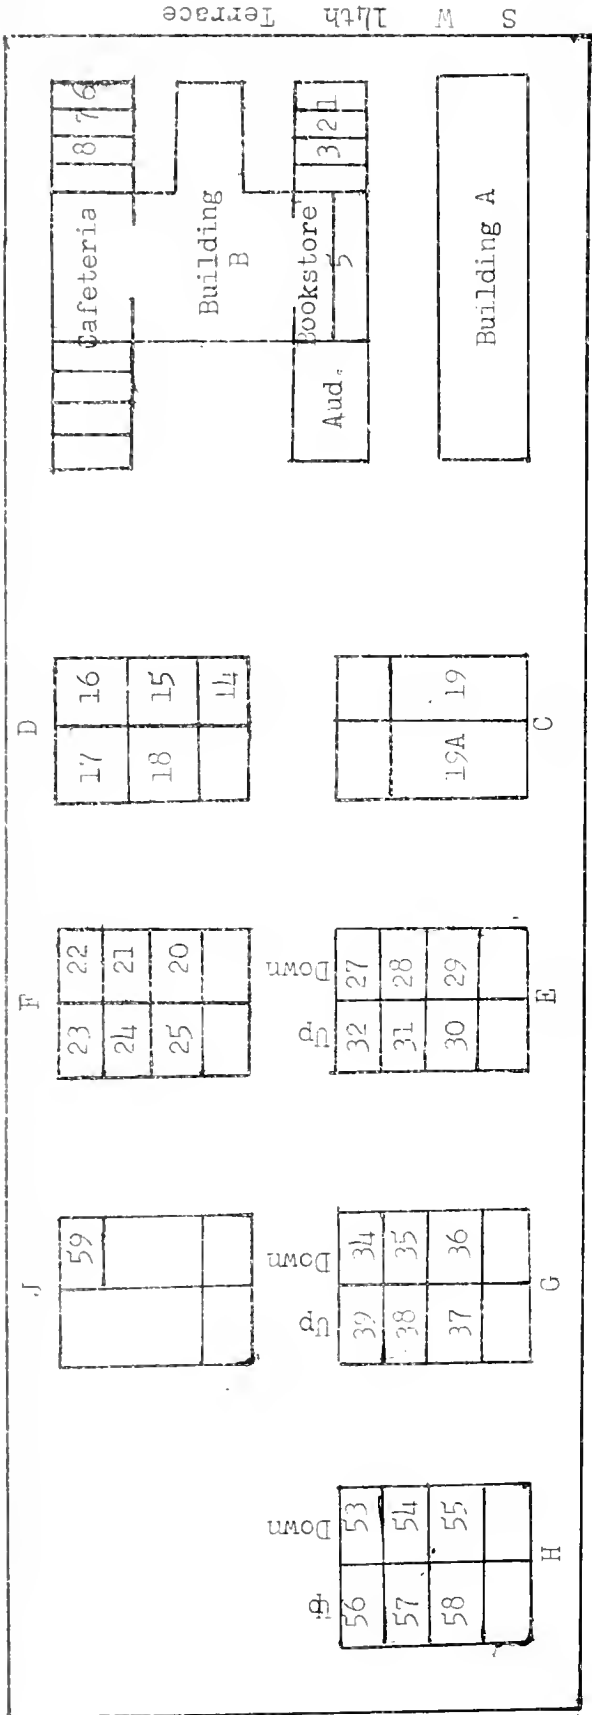 S W 14th Terrace
6
7
8
Cafeteria
Building
B
1
2
3
Bookstore
5
Aud.
Building A
D
16
15
14
17
18
19
19A
C
F
22
21
20
23
24
25
Down
27
28
29
Up
32
31
30
E
J
59
Down
34
35
36
Up
39
38
37
G
Down
53
54
55
Up
56
57
58
H